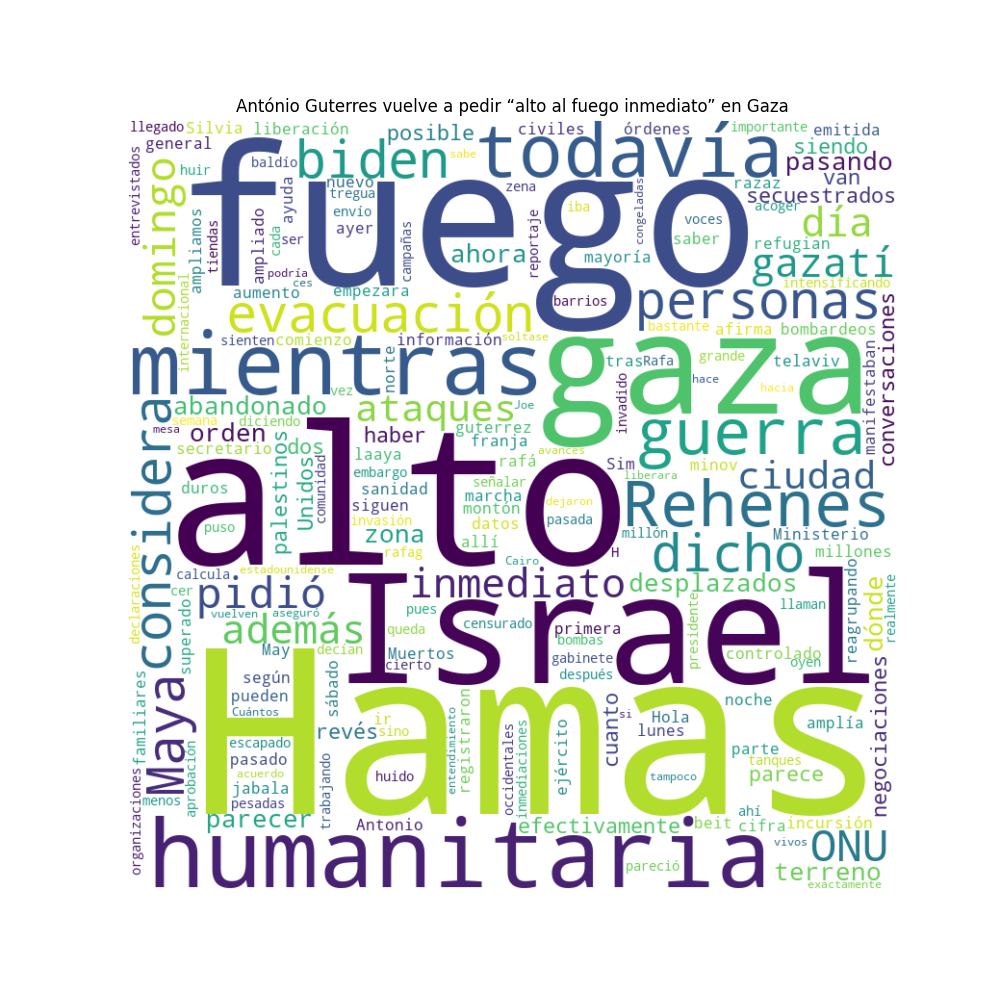 António Guterres vuelve a pedir “alto al fuego inmediato” en Gaza
llegado
Silvia
liberación
posible
civiles
órdenes
importante
emitida
general
biden
todavía
siendo
entrevistados
huir
baldío
sabe
pasando
domingo
fuego
nuevo
tregua
zena
razaz
van
secuestrados
tiendas
ampliamos
ampliado
cada
ayuda
ser
envío
ayer
campañas
iba
congeladas
voces
acoger
día
reportaje
saber
refugian
ahora
mayoría
gazatí
internacional
podría
ces
aumento
empezara
barrios
personas
intensificando
evacuación
bastante
afirma
bombardeos
conversaciones
sienten
comienzo
información
soltase
mientras
norte
gaza
tras
Rafa
grande
telaviv
manifestaban
vez
hace
hacia
abandonado
ataques
Joe
invadido
guerra
semana
diciendo
mesa
orden
haber
guterrez
franja
avances
considera
secretario
dos
laaya
rafá
Sim
minov
ciudad
palestinos
Unidos
comunidad
embargo
señalar
liberara
duros
sanidad
marcha
Rehenes
alto
siguen
montón
dejaron
puso
invasión
datos
pasada
millón
Ministerio
zona
allí
rafag
Cairo
H
dicho
millones
declaraciones
estadounidense
calcula
cer
pidió
Israel
inmediato
desplazados
reagrupando
dónde
realmente
superado
vuelven
aseguró
pues
llaman
además
queda
censurado
primera
presidente
decían
bombas
May
Muertos
cierto
gabinete
controlado
oyen
después
familiares
Maya
según
sábado
Hamas
pueden
noche
negociaciones
Cuántos
ir
sino
revés
registraron
entendimiento
occidentales
inmediaciones
ejército
cuanto
si
Hola
lunes
amplía
escapado
parte
pasado
tanques
acuerdo
huido
tampoco
parece
aprobación
jabala
trabajando
organizaciones
menos
pesadas
ahí
parecer
Antonio
efectivamente
beit
cifra
incursión
humanitaria
vivos
ONU
pareció
terreno
exactamente